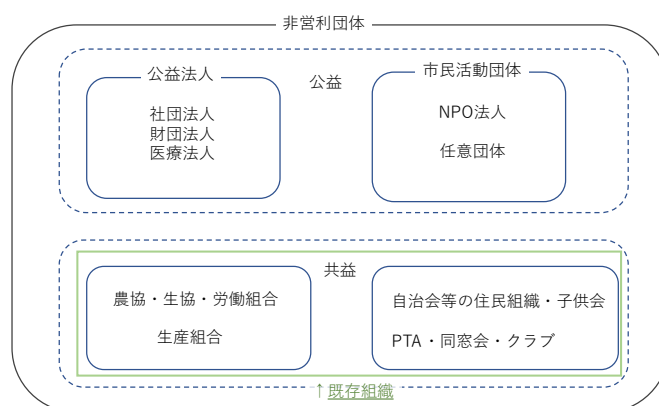 非営利団体
公益法人
公益
市民活動団体
社団法人
財団法人
医療法人
NPO法人
任意団体
共益
農協・生協・労働組合
生産組合
自治会等の住民組織・子供会
PTA・同窓会・クラブ
↑既存組織